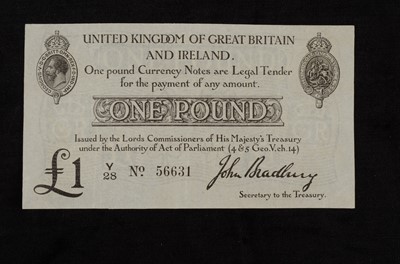 UNITED KINGDOM OF GREAT BRITAIN
AND IRELAND.
One pound Currency Notes are Legal Tender
for the payment of any amount.
ONE POUND
Issued by the Lords Commissioners of His Majesty's Treasury
under the Authority of Act of Parliament (4 & 5 Geo.V. ch.14)
£1 Y/28 No 56631 John Bradbury
Secretary to the Treasury.